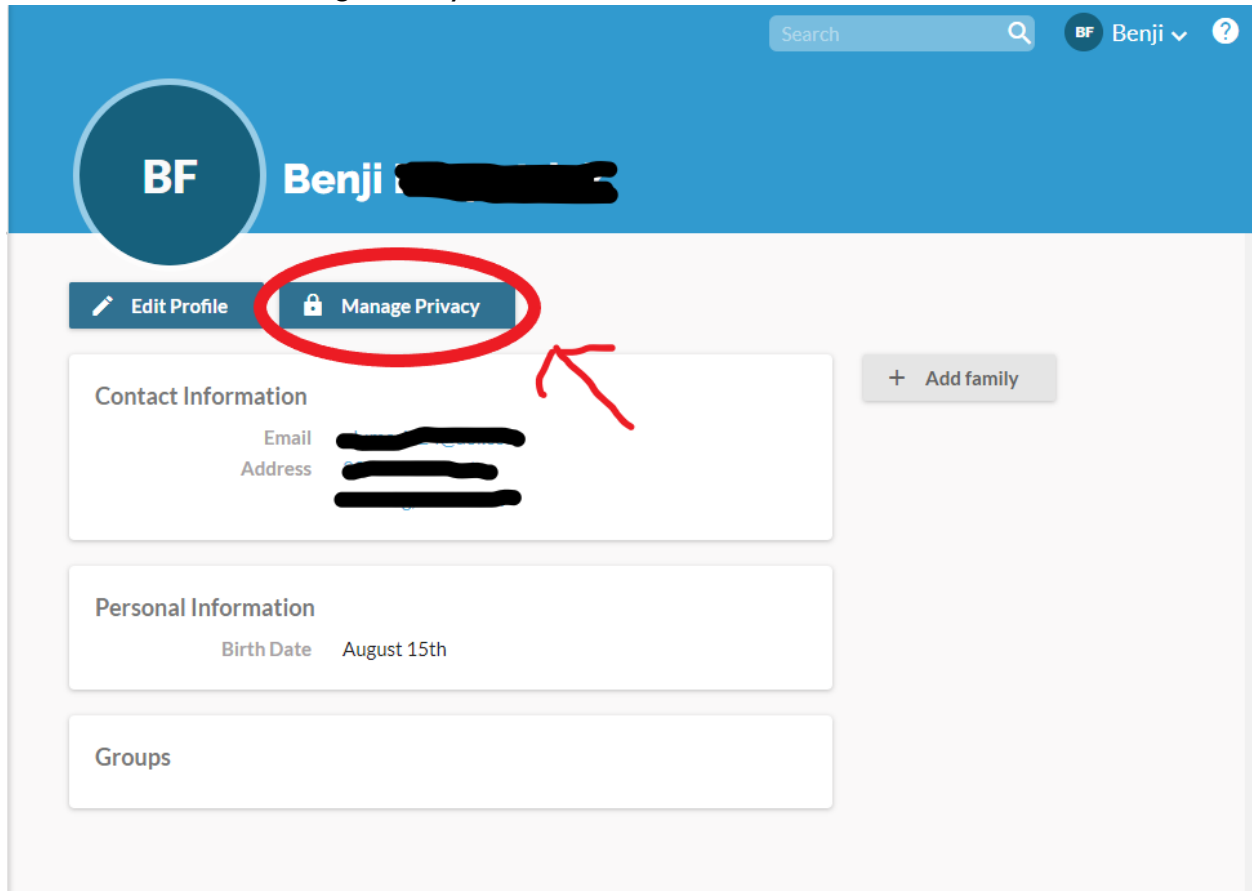 Search
BF Benji
?
BF
Benji
Edit Profile
Manage Privacy
Contact Information
Email
Address
+ Add family
Personal Information
Birth Date August 15th
Groups